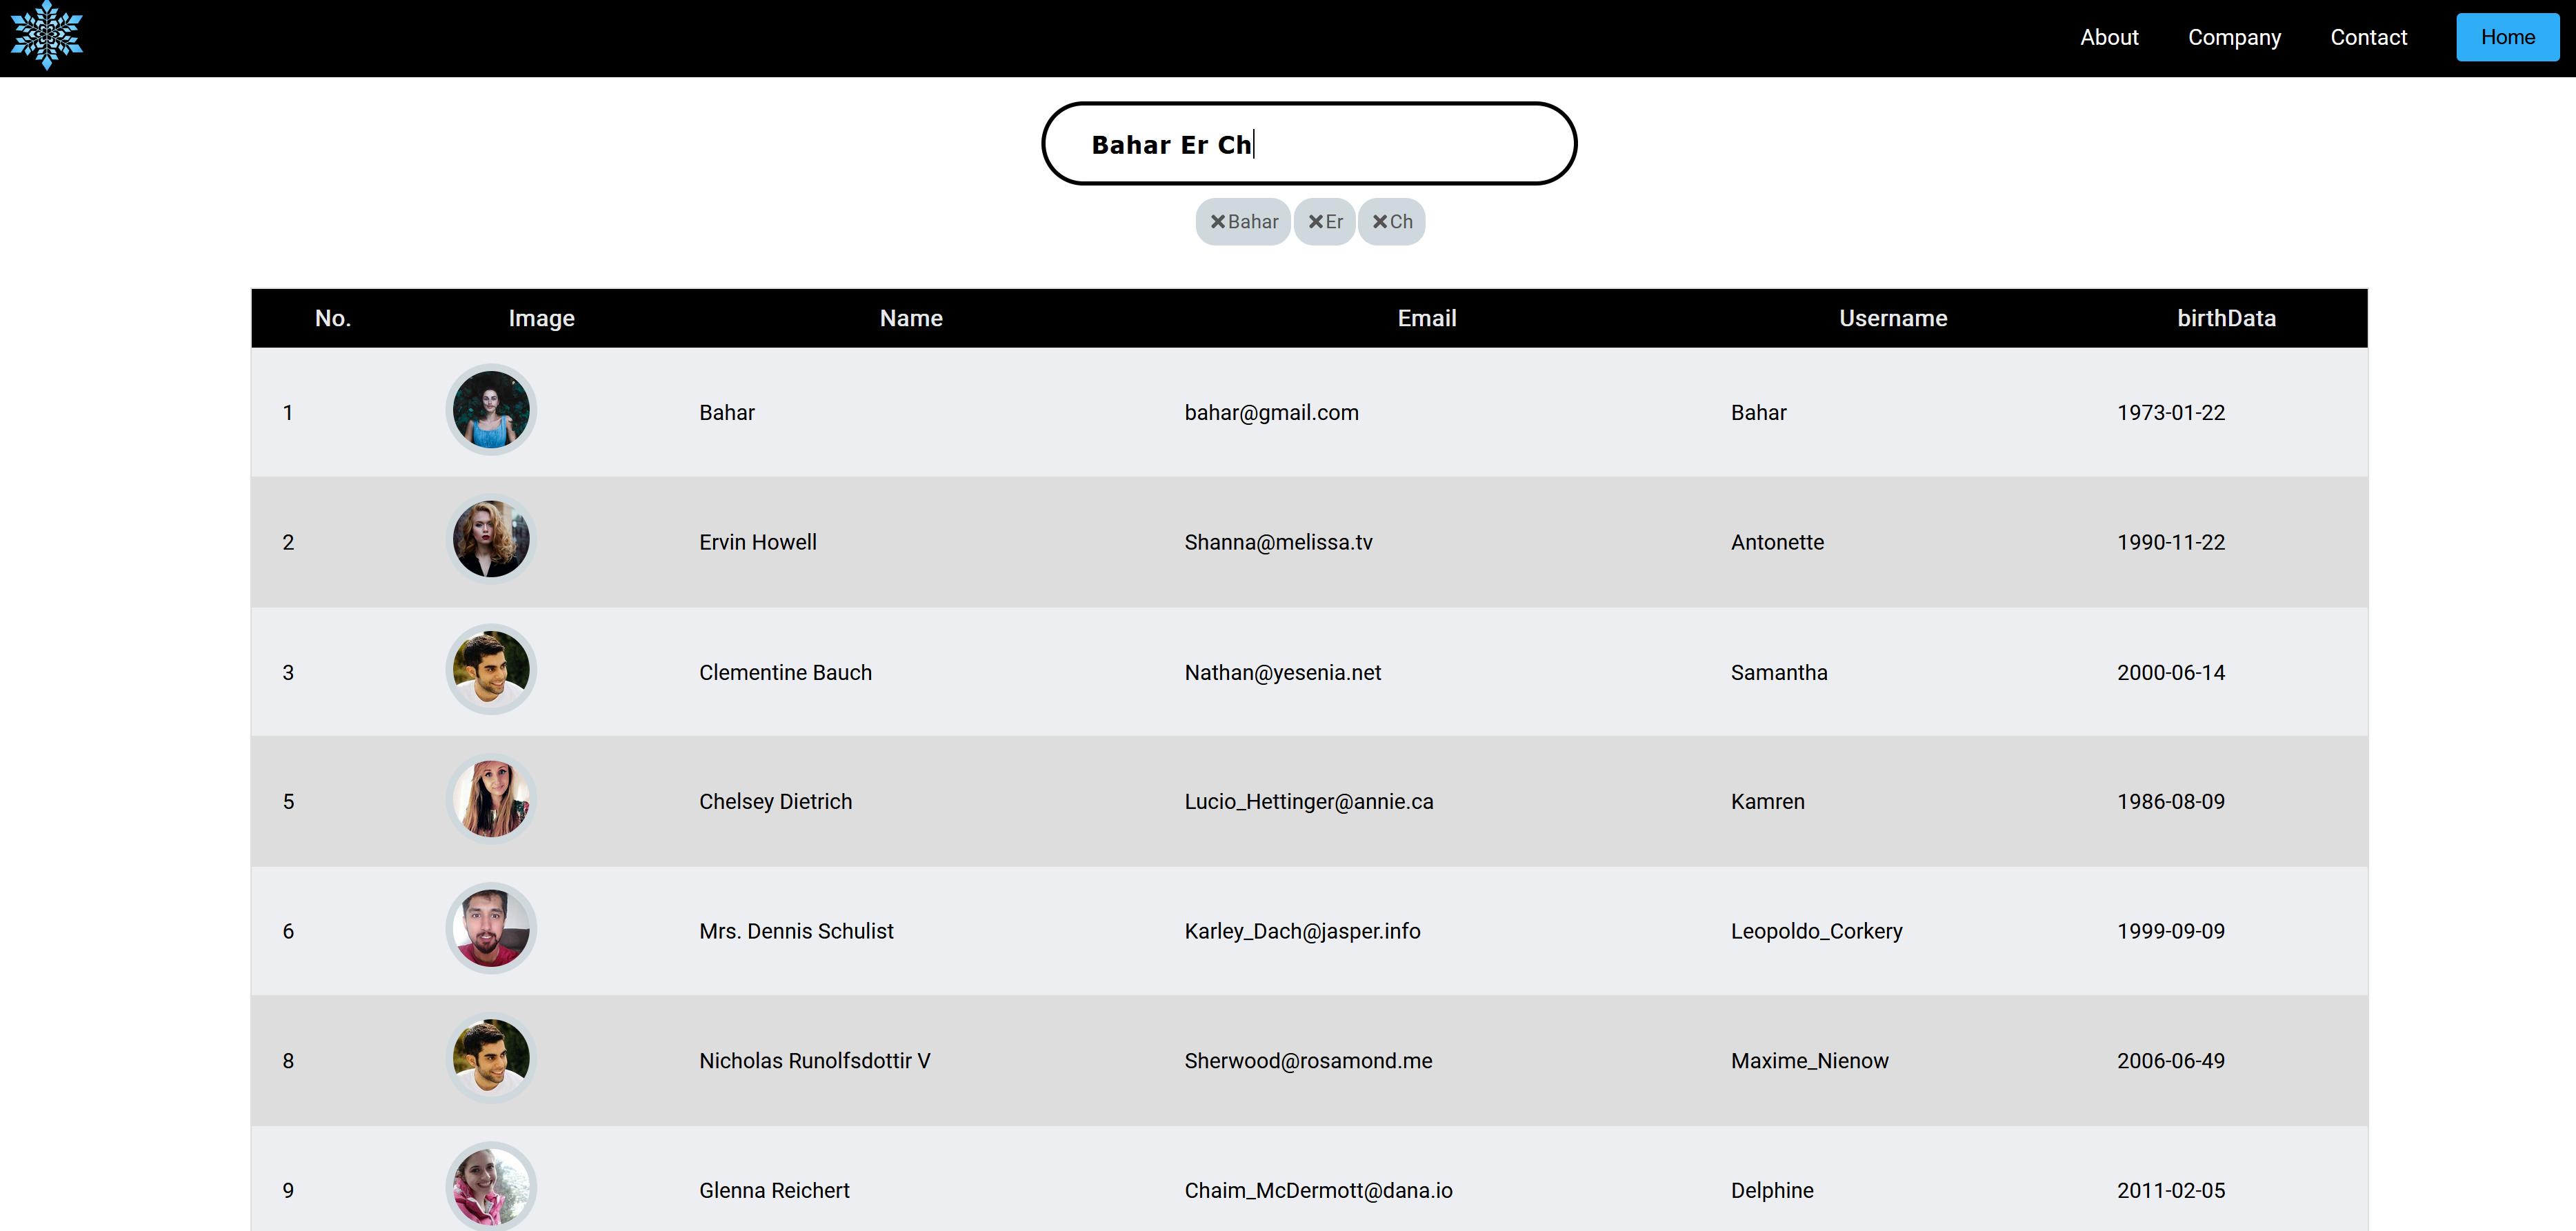 About Company Contact Home
Bahar Er Ch
Bahar Er Ch
No. Image Name Email Username birthData
1 Bahar bahar@gmail.com Bahar 1973-01-22
2 Ervin Howell Shanna@melissa.tv Antonette 1990-11-22
3 Clementine Bauch Nathan@yesenia.net Samantha 2000-06-14
5 Chelsey Dietrich Lucio_Hettinger@annie.ca Kamren 1986-08-09
6 Mrs. Dennis Schulist Karley_Dach@jasper.info Leopoldo_Corkery 1999-09-09
8 Nicholas Runolfsdottir V Sherwood@rosamond.me Maxime_Nienow 2006-06-49
9 Glenna Reichert Chaim_McDermott@dana.io Delphine 2011-02-05